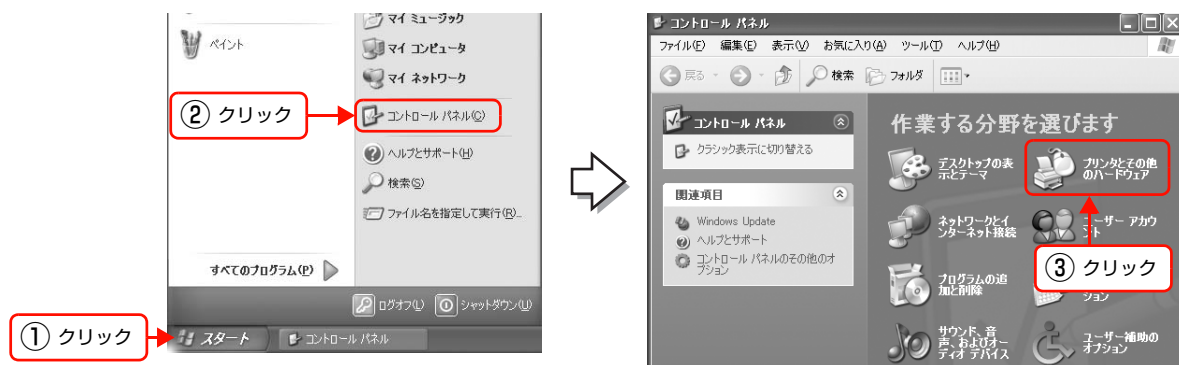 マイ ミュージック
ペイント
マイ コンピュータ
マイ ネットワーク
② クリック
コントロール パネル(C)
ヘルプとサポート(H)
検索(S)
ファイル名を指定して実行(R)...
すべてのプログラム(P)
ログオフ(L)
シャットダウン(U)
① クリック
スタート
コントロール パネル
コントロール パネル
ファイル(F) 編集(E) 表示(V) お気に入り(A) ツール(T) ヘルプ(H)
戻る
検索
フォルダ
コントロール パネル
クラシック表示に切り替える
関連項目
Windows Update
ヘルプとサポート
コントロール パネルのその他のオ
プション
作業する分野を選びます
デスクトップの表
示とテーマ
プリンタとその他
のハードウェア
ネットワークとイ
ンターネット接続
ユーザー アカウ
ント
③ クリック
プログラムの追
加と削除
ション
サウンド、音
声、およびオー
ディオ デバイス
ユーザー補助の
オプション